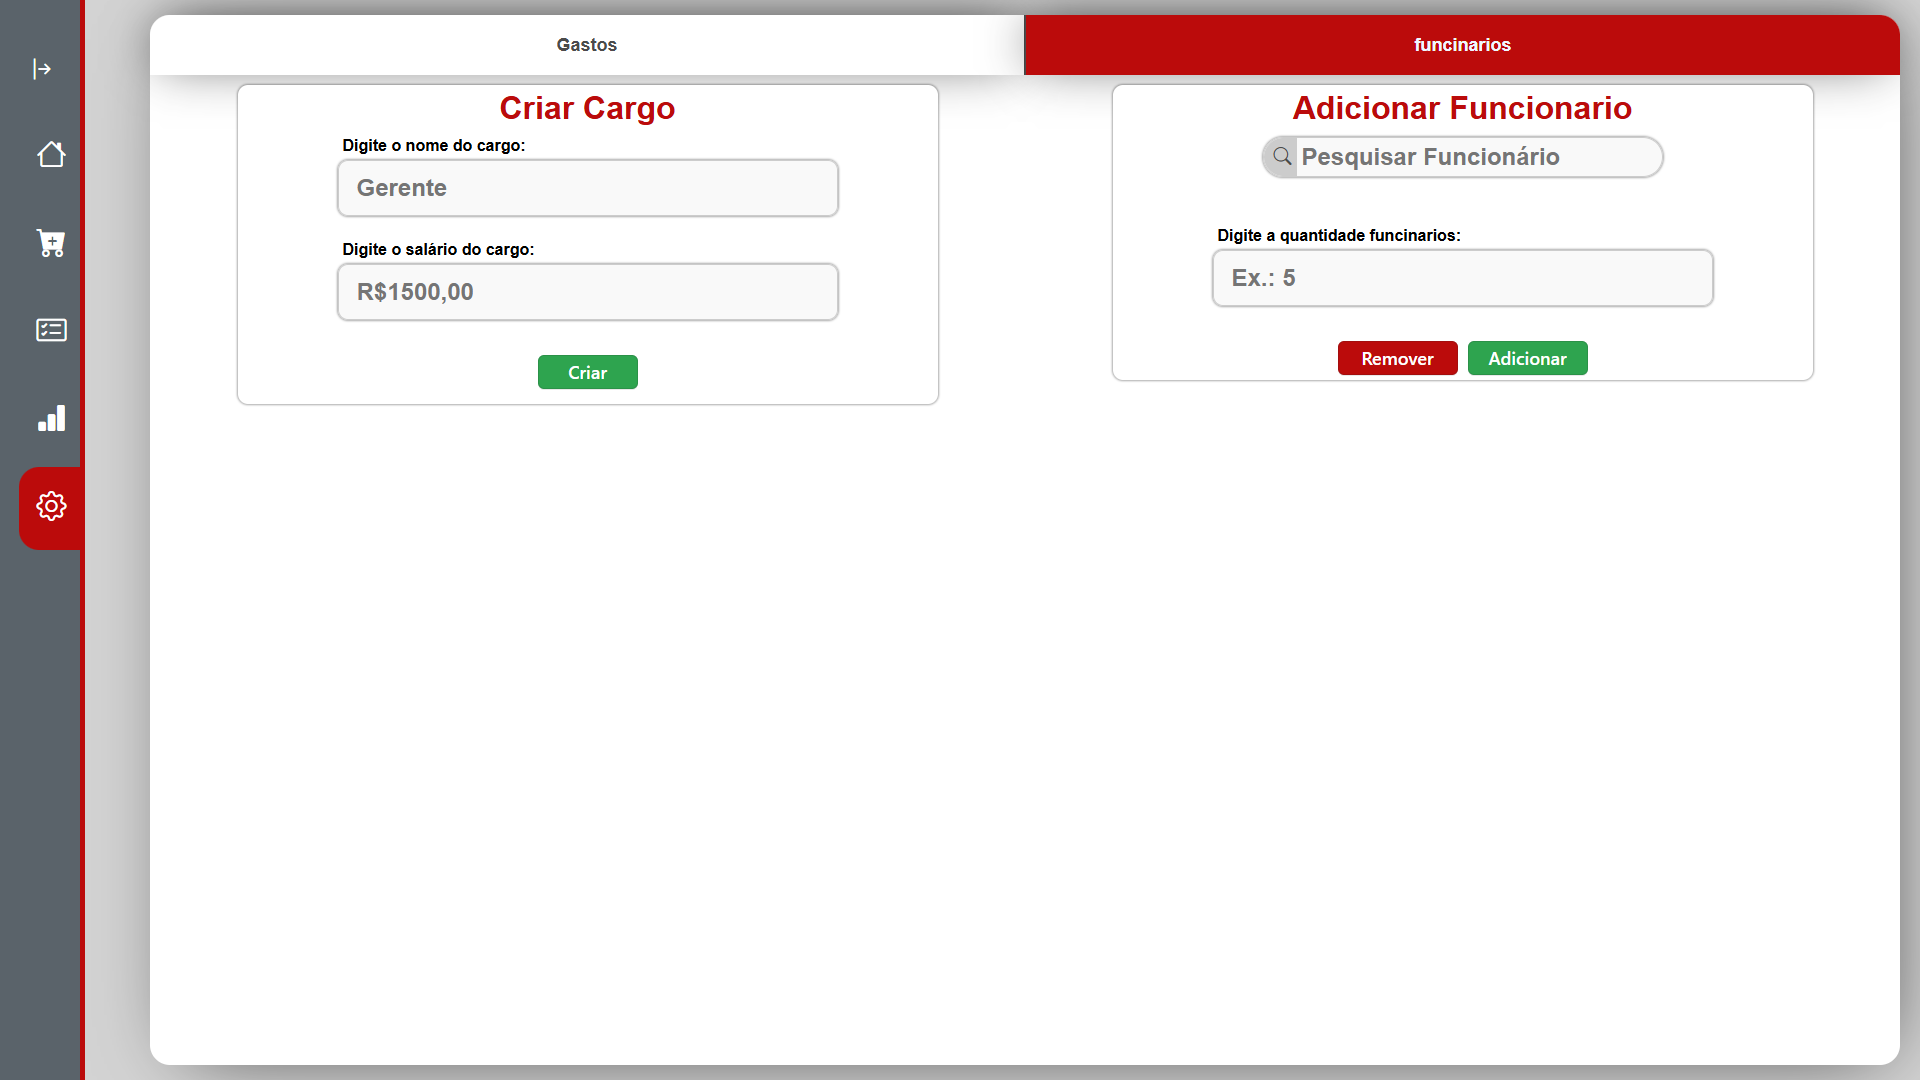 Gastos
funcinarios
Criar Cargo
Digite o nome do cargo:
Gerente
Digite o salário do cargo:
R$1500,00
Criar
Adicionar Funcionario
Pesquisar Funcionário
Digite a quantidade funcinarios:
Ex.: 5
Remover
Adicionar